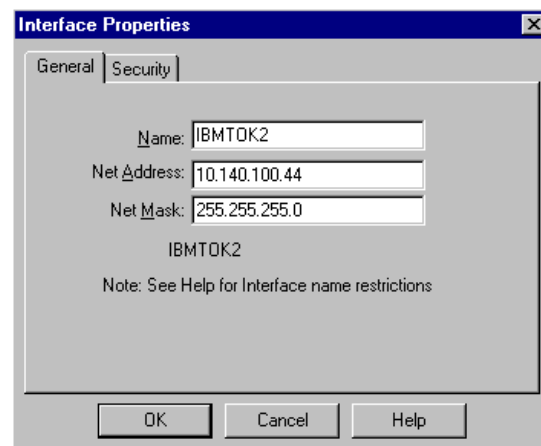 Interface Properties
General Security
Name: IBMTOK2
Net Address: 10.140.100.44
Net Mask: 255.255.255.0
IBMTOK2
Note: See Help for Interface name restrictions
OK Cancel Help